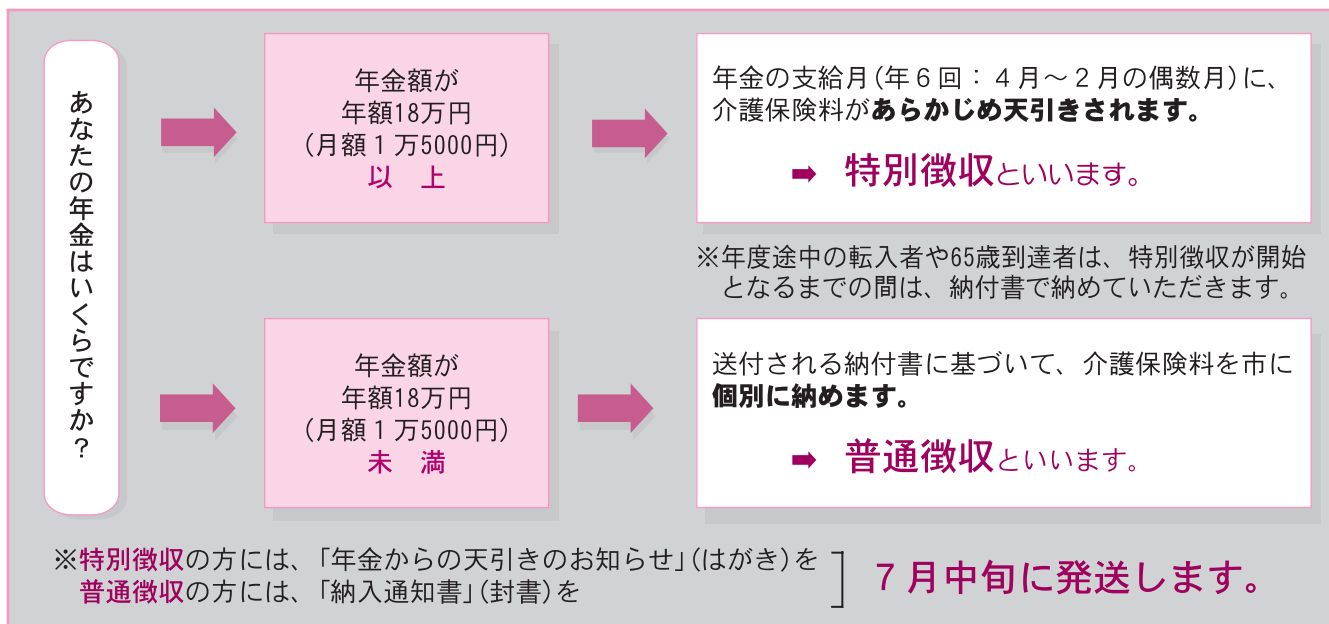 あなたの年金はいくらですか？
年金額が
年額18万円
（月額１万5000円）
以　上
年金の支給月（年６回：４月～２月の偶数月）に、
介護保険料があらかじめ天引きされます。
➡ 特別徴収といいます。
※年度途中の転入者や65歳到達者は、特別徴収が開始
となるまでの間は、納付書で納めていただきます。
年金額が
年額18万円
（月額１万5000円）
未　満
送付される納付書に基づいて、介護保険料を市に
個別に納めます。
➡ 普通徴収といいます。
※特別徴収の方には、「年金からの天引きのお知らせ」（はがき）を
普通徴収の方には、「納入通知書」（封書）を
７月中旬に発送します。